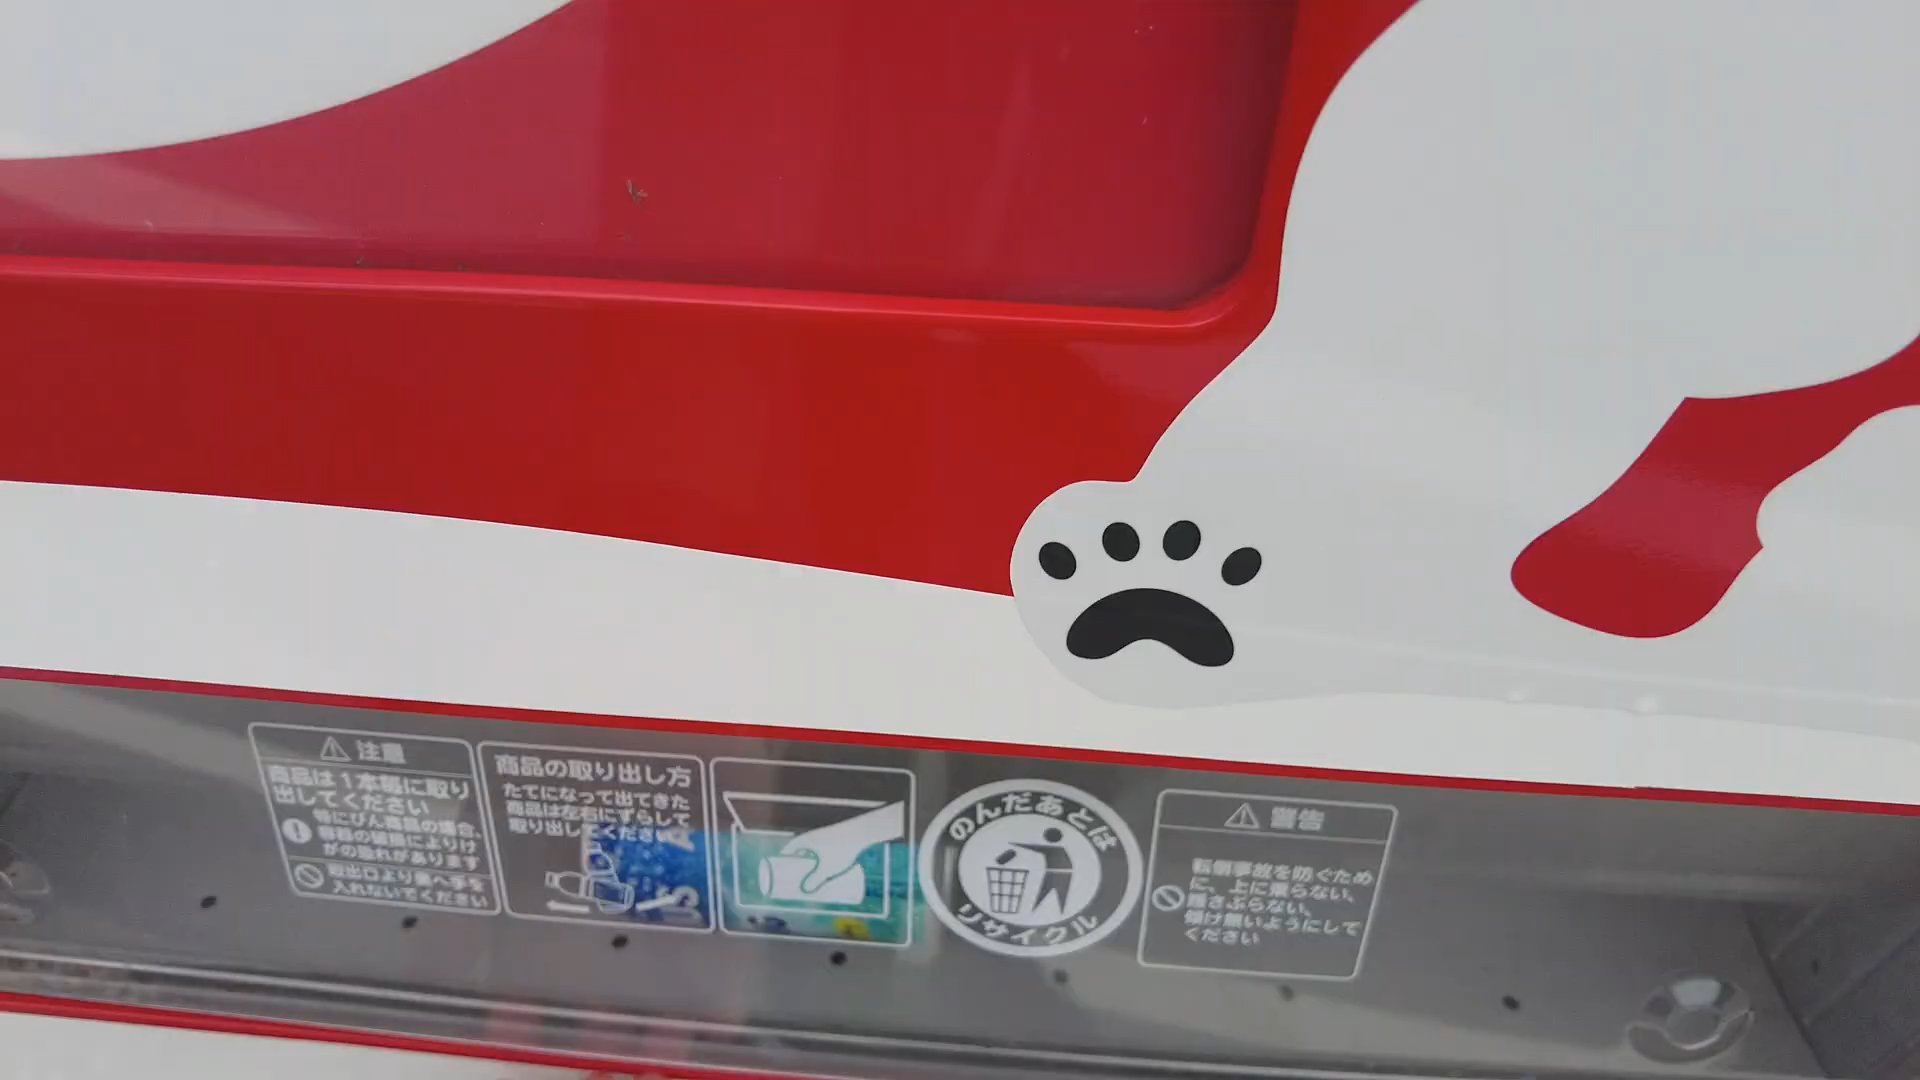 注意
商品は1本毎に取り
出してください
特にびん商品の場合、
容器の破損によりけ
がの恐れがあります
取出口より奥へ手を
入れないでください
商品の取り出し方
たてになって出てきた
商品は左右にずらして
取り出してください。
のんだあとは
リサイクル
警告
転倒事故を防ぐため
に、上に乗らない、
揺さぶらない、
傾け無いようにして
ください